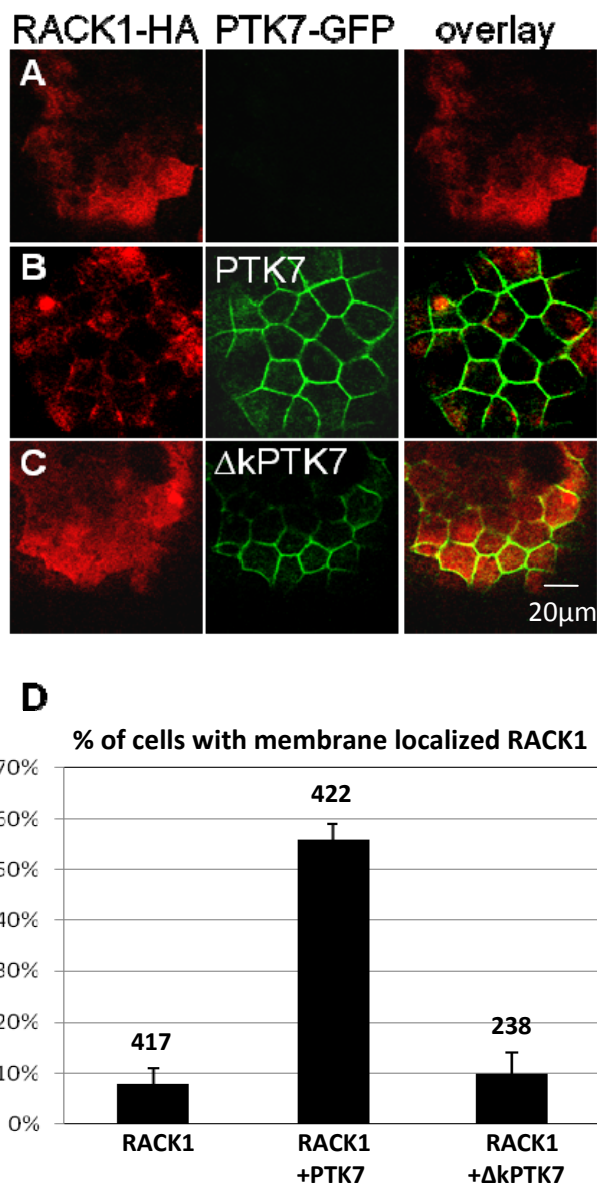 RACK1-HA PTK7-GFP overlay
A
B PTK7
C ΔkPTK7
20µm
D
% of cells with membrane localized RACK1
70%
422
60%
50%
40%
30%
20%
417 238
10%
0%
RACK1 RACK1 RACK1
+PTK7 +ΔkPTK7